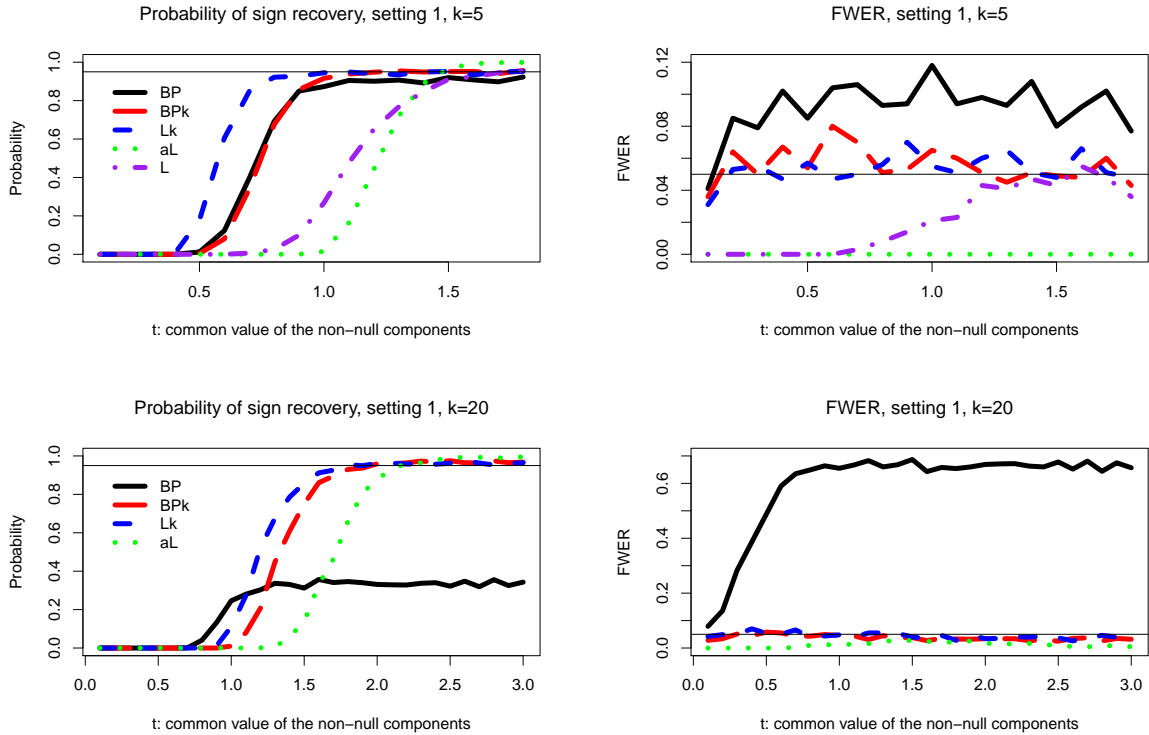 Probability of sign recovery, setting 1, k=5
Probability
0.0 0.2 0.4 0.6 0.8 1.0
BP
BPk
Lk
aL
L
0.5 1.0 1.5
t: common value of the non−null components
FWER, setting 1, k=5
FWER
0.00 0.04 0.08 0.12
0.5 1.0 1.5
t: common value of the non−null components
Probability of sign recovery, setting 1, k=20
Probability
0.0 0.2 0.4 0.6 0.8 1.0
BP
BPk
Lk
aL
0.0 0.5 1.0 1.5 2.0 2.5 3.0
t: common value of the non−null components
FWER, setting 1, k=20
FWER
0.0 0.2 0.4 0.6
0.0 0.5 1.0 1.5 2.0 2.5 3.0
t: common value of the non−null components